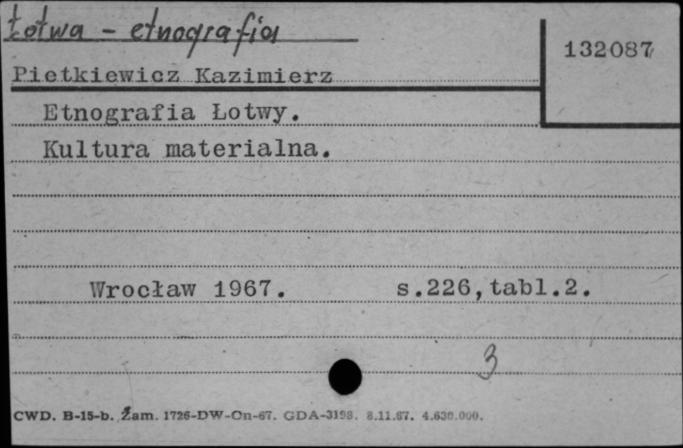 Łotwa - etnografia
132087
Pietkiewicz Kazimierz
Etnografia Łotwy.
Kultura materialna.
Wrocław 1967. s.226,tabl.2.
3
CWD. B-15-b. Zam. 1726-DW-Cn-67. GDA-3198. 8.11.67. 4.630.000.